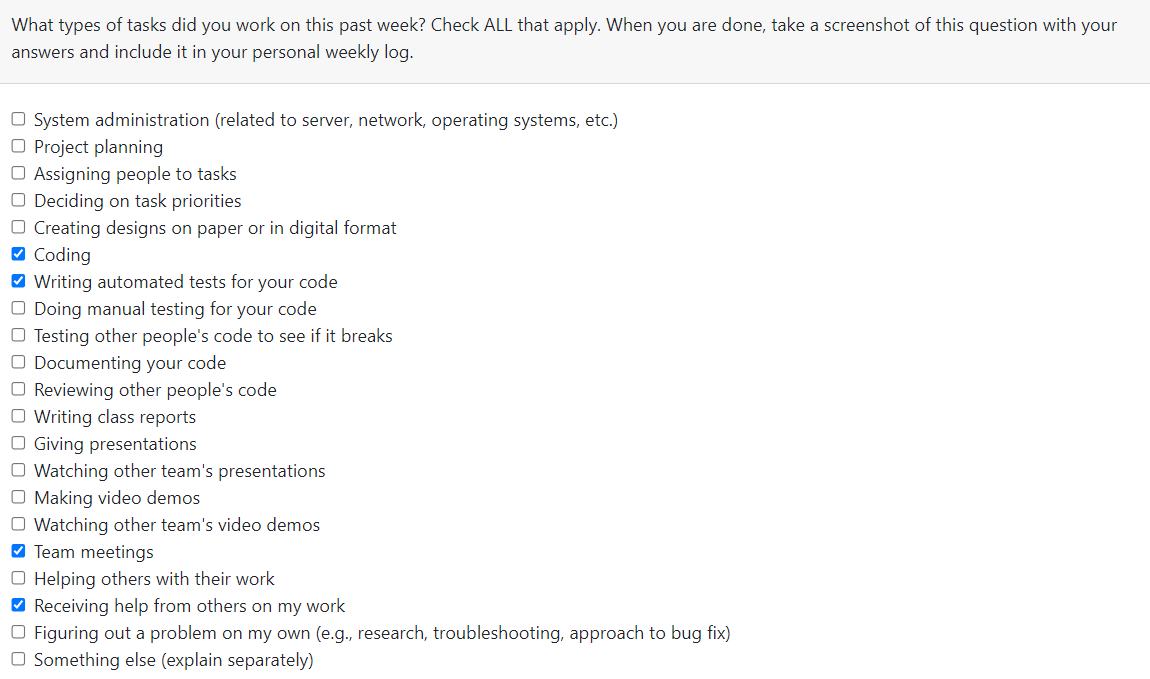 What types of tasks did you work on this past week? Check ALL that apply. When you are done, take a screenshot of this question with your
answers and include it in your personal weekly log.
System administration (related to server, network, operating systems, etc.)
Project planning
Assigning people to tasks
Deciding on task priorities
Creating designs on paper or in digital format
Coding
Writing automated tests for your code
Doing manual testing for your code
Testing other people's code to see if it breaks
Documenting your code
Reviewing other people's code
Writing class reports
Giving presentations
Watching other team's presentations
Making video demos
Watching other team's video demos
Team meetings
Helping others with their work
Receiving help from others on my work
Figuring out a problem on my own (e.g., research, troubleshooting, approach to bug fix)
Something else (explain separately)